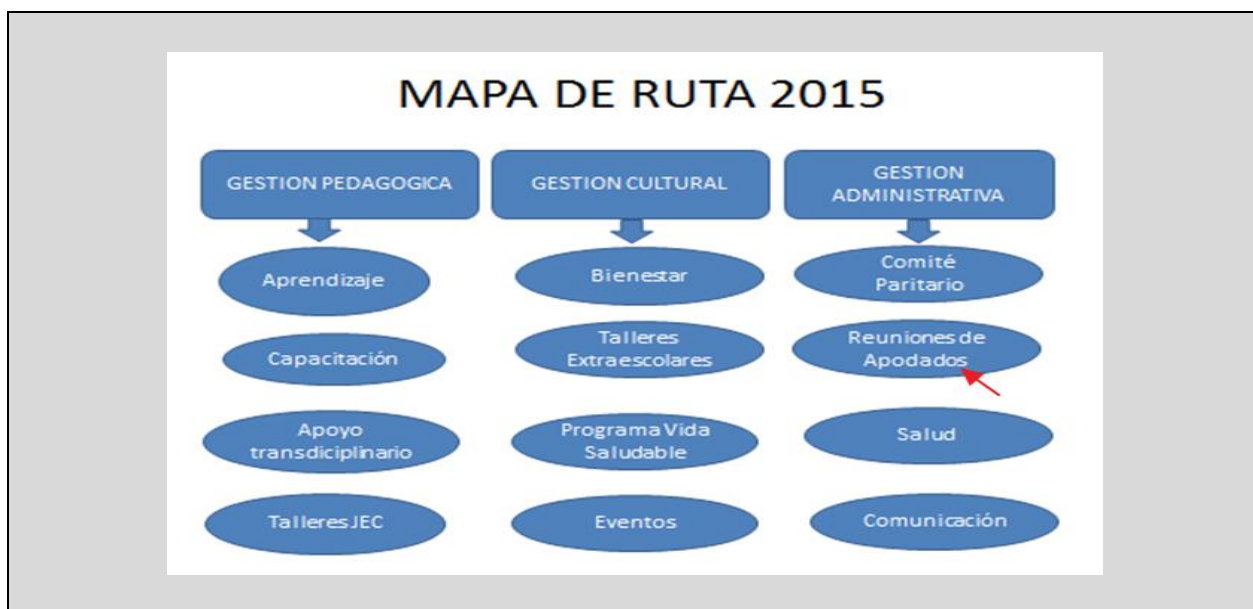 MAPA DE RUTA 2015
GESTION PEDAGOGICA
Aprendizaje
Capacitación
Apoyo
transdiciplinario
Talleres JEC
GESTION CULTURAL
Bienestar
Talleres
Extraescolares
Programa Vida
Saludable
Eventos
GESTION
ADMINISTRATIVA
Comité
Paritario
Reuniones de
Apodados
Salud
Comunicación